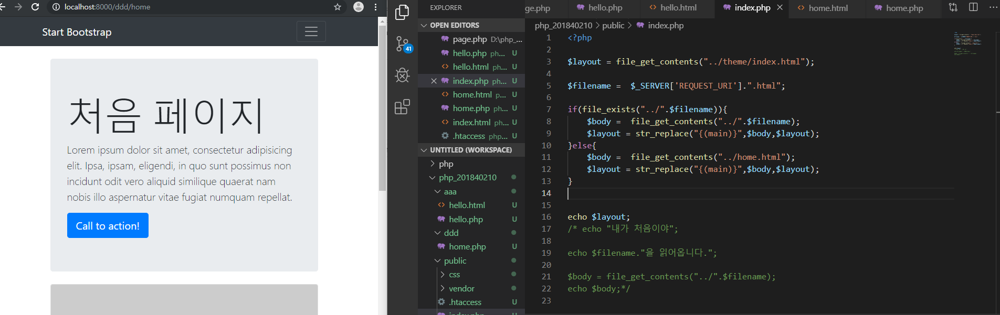 localhost:8000/ddd/home
Start Bootstrap
처음 페이지
Lorem ipsum dolor sit amet, consectetur adipisicing
elit. Ipsa, ipsam, eligendi, in quo sunt possimus non
incidunt odit vero aliquid similique quaerat nam
nobis illo aspernatur vitae fugiat numquam repellat.
Call to action!
41
EXPLORER
OPEN EDITORS
page.php D:\php_...
hello.php ph... U
hello.html ph... U
index.php ph... U
home.html p... U
home.php ph... U
index.html ph... U
.htaccess php... U
UNTITLED (WORKSPACE)
php
php_201840210
aaa
hello.html U
hello.php U
ddd
home.php U
public
css
vendor
.htaccess U
index.php U
ge.php hello.php hello.html index.php home.html home.php
php_201840210 > public > index.php
1 <?php
2
3 $layout = file_get_contents("../theme/index.html");
4
5 $filename =  $_SERVER['REQUEST_URI'].".html";
6
7 if(file_exists("../".$filename)){
8     $body =  file_get_contents("../".$filename);
9     $layout = str_replace("{(main)}",$body,$layout);
10 }else{
11     $body =  file_get_contents("../home.html");
12     $layout = str_replace("{(main)}",$body,$layout);
13 }
14
15
16 echo $layout;
17 /* echo "내가 처음이야";
18
19 echo $filename."을 읽어옵니다.";
20
21 $body = file_get_contents("../".$filename);
22 echo $body;*/
23